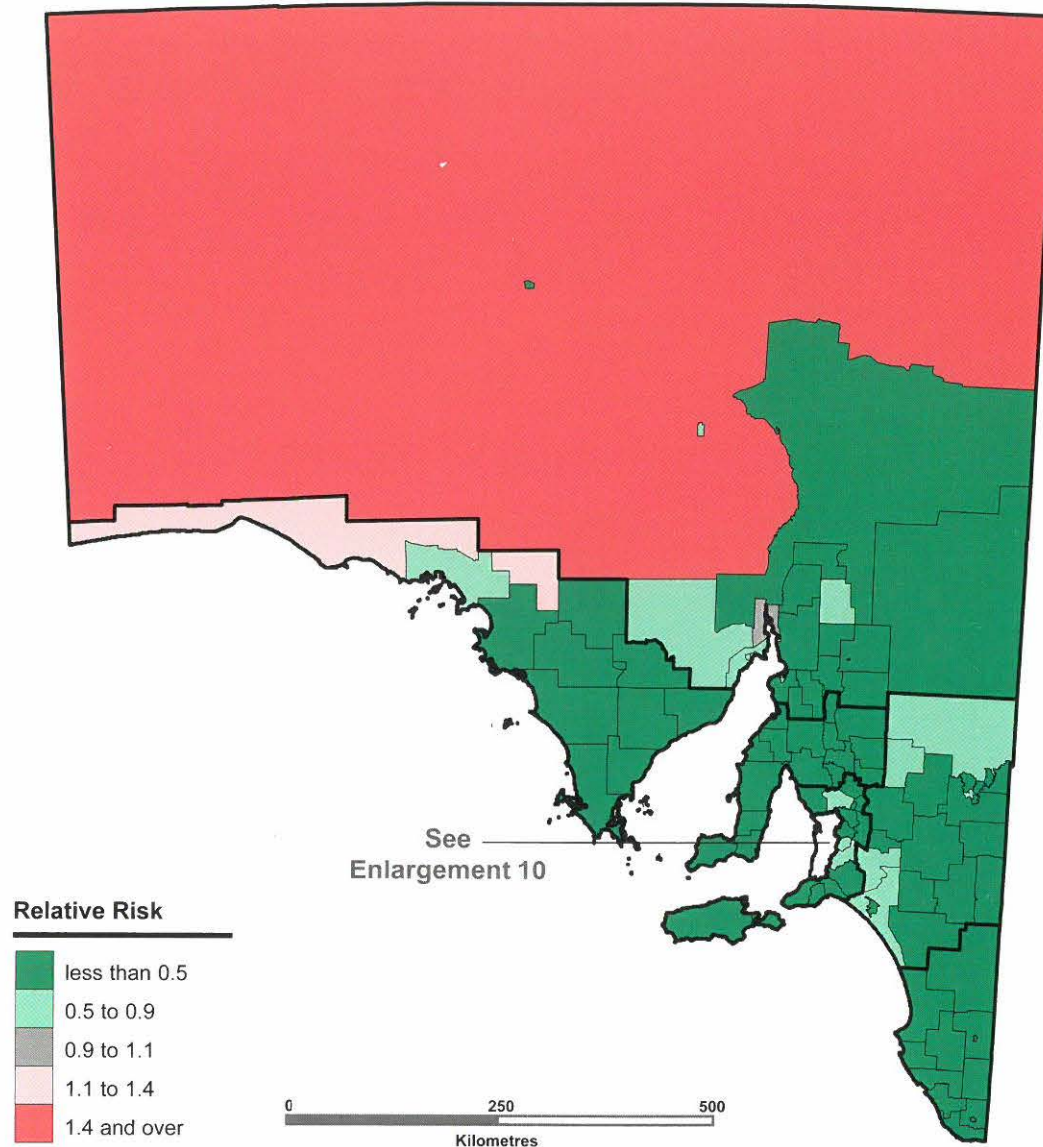 See
Enlargement 10
Relative Risk
less than 0.5
0.5 to 0.9
0.9 to 1.1
1.1 to 1.4
1.4 and over
0 250 500
Kilometres